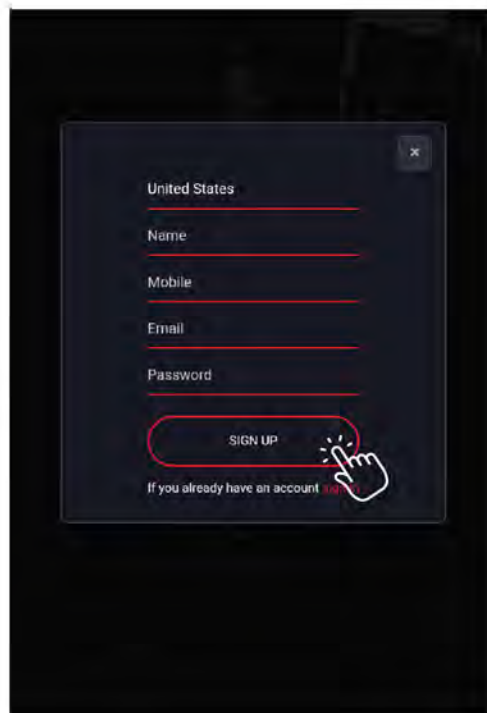 ×
United States
Name
Mobile
Email
Password
SIGN UP
If you already have an account